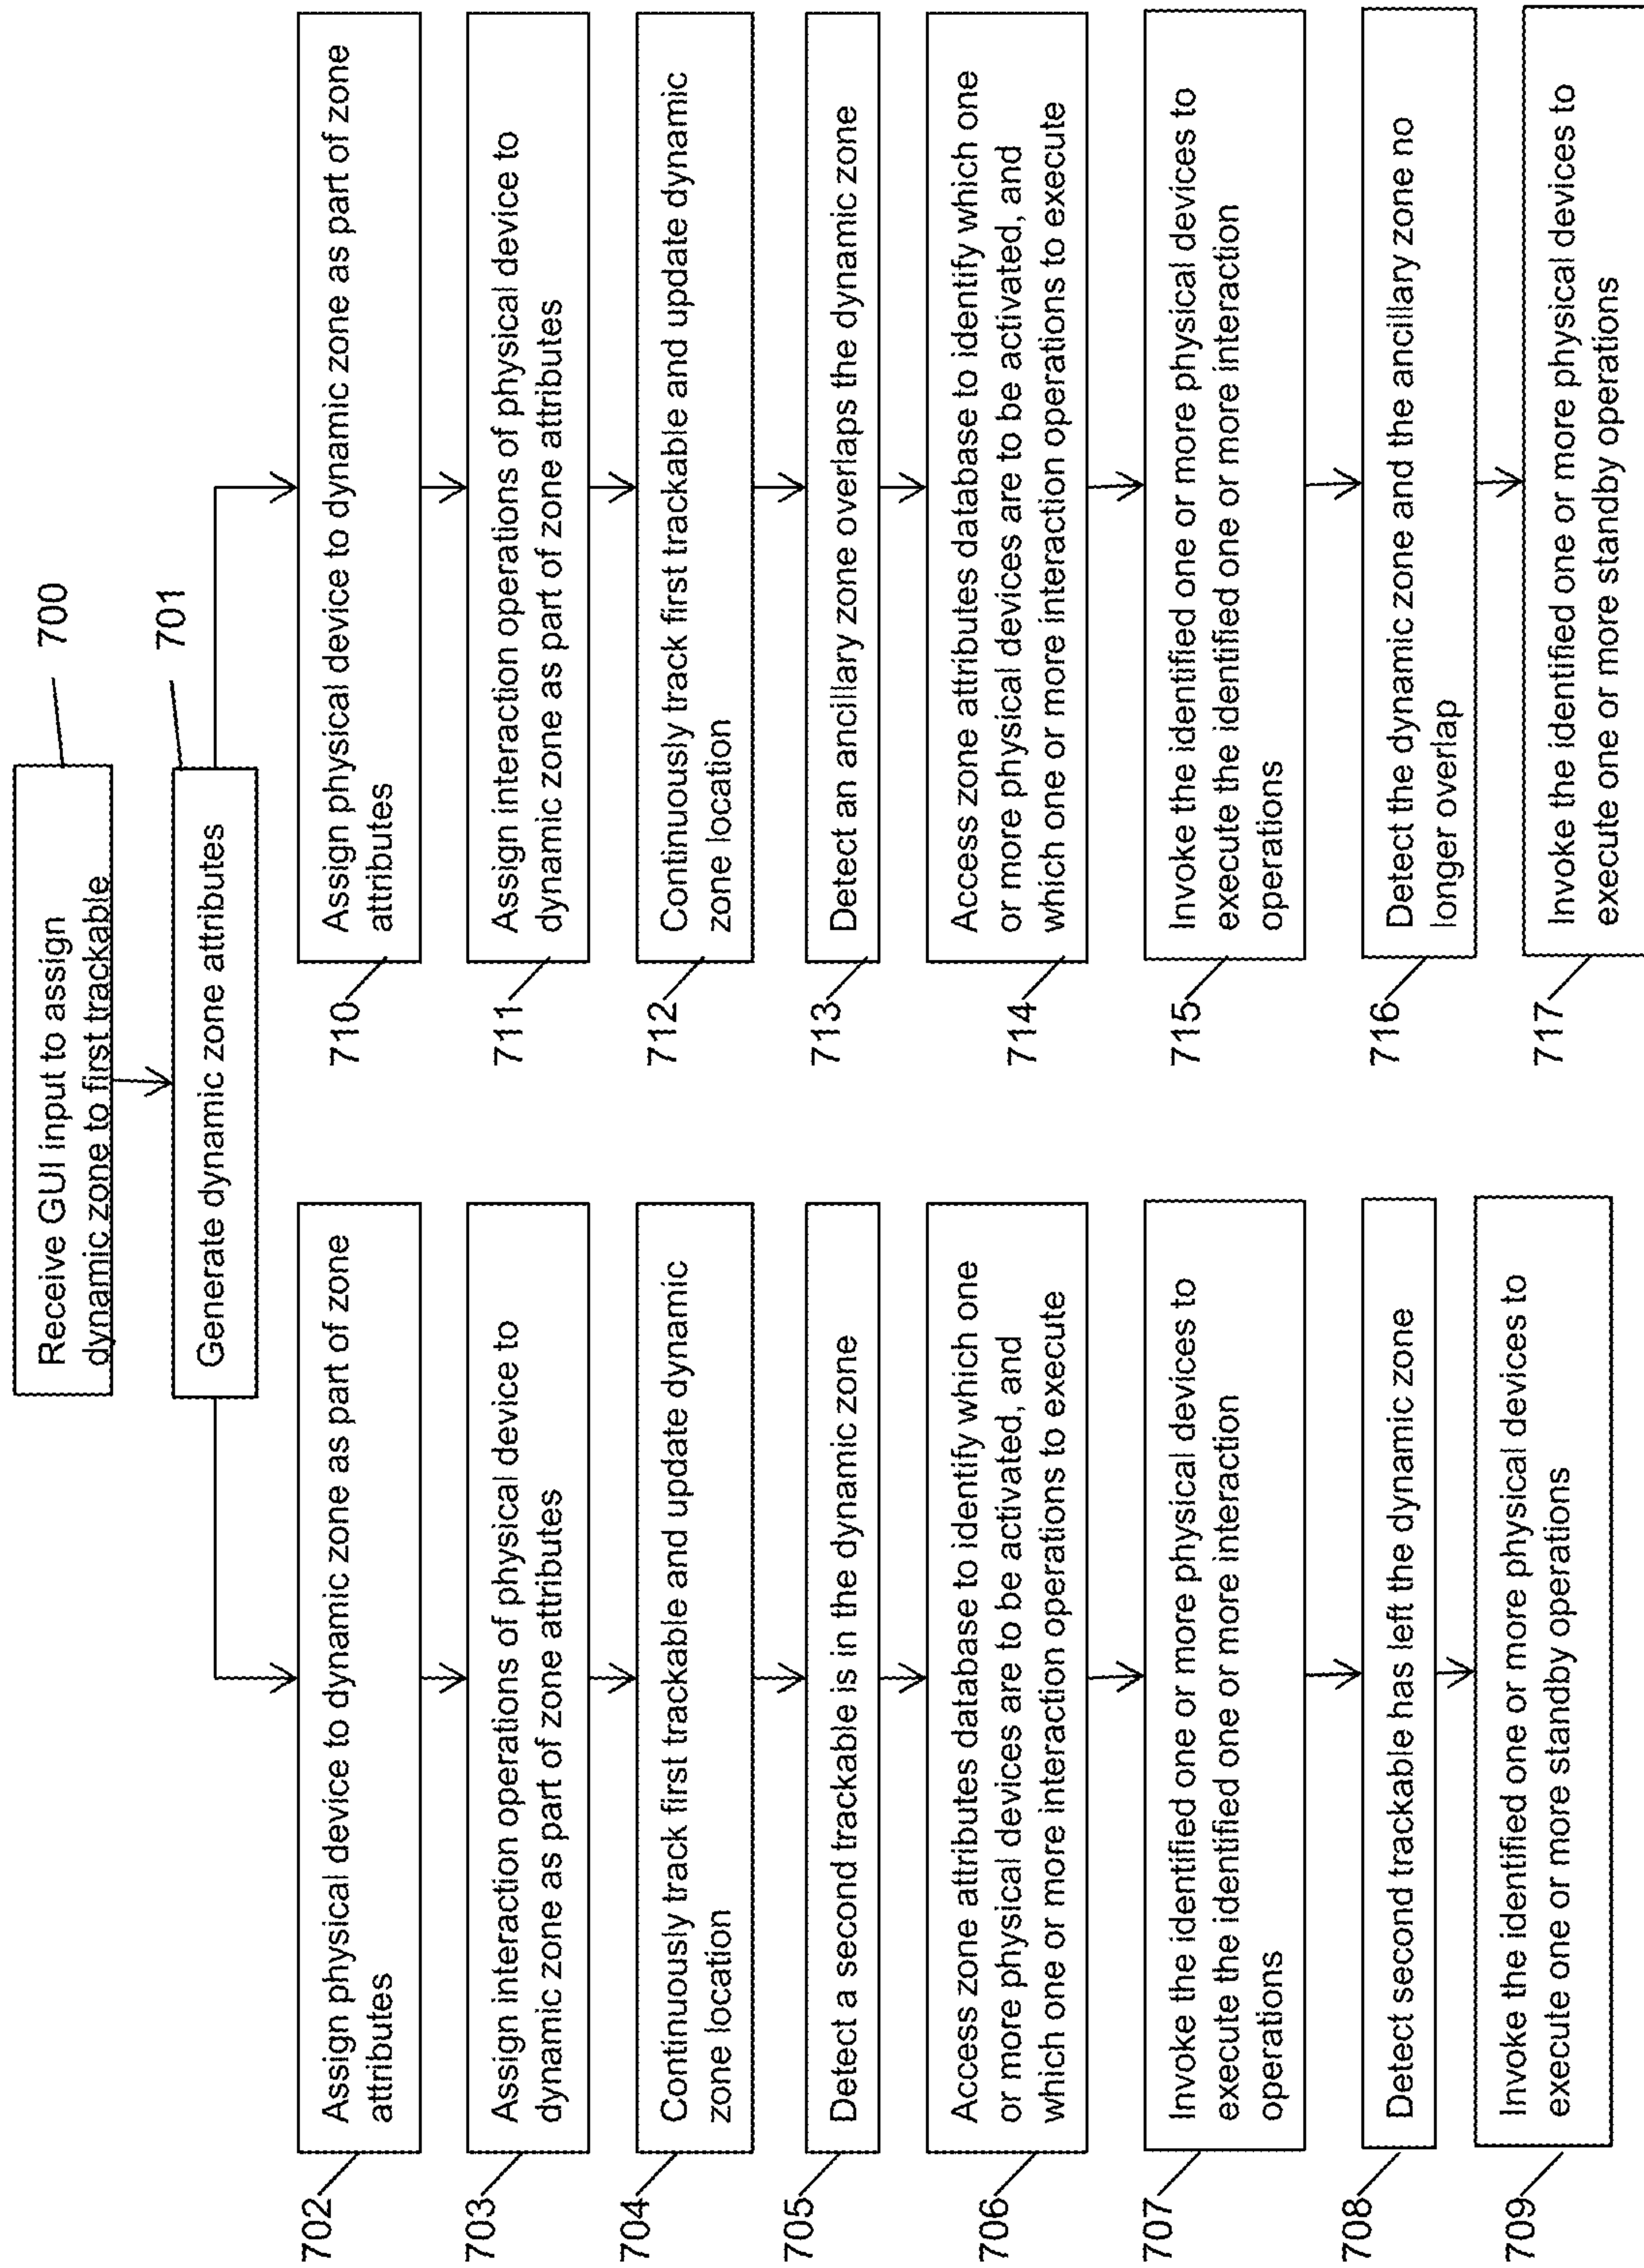 Receive GUI input to assign
dynamic zone to first trackable
700
Generate dynamic zone attributes
701
702
Assign physical device to dynamic zone as part of zone
attributes
703
Assign interaction operations of physical device to
dynamic zone as part of zone attributes
704
Continuously track first trackable and update dynamic
zone location
705
Detect a second trackable is in the dynamic zone
706
Access zone attributes database to identify which one
or more physical devices are to be activated, and
which one or more interaction operations to execute
707
Invoke the identified one or more physical devices to
execute the identified one or more interaction
operations
708
Detect second trackable has left the dynamic zone
709
Invoke the identified one or more physical devices to
execute one or more standby operations
710
Assign physical device to dynamic zone as part of zone
attributes
711
Assign interaction operations of physical device to
dynamic zone as part of zone attributes
712
Continuously track first trackable and update dynamic
zone location
713
Detect an ancillary zone overlaps the dynamic zone
714
Access zone attributes database to identify which one
or more physical devices are to be activated, and
which one or more interaction operations to execute
715
Invoke the identified one or more physical devices to
execute the identified one or more interaction
operations
716
Detect the dynamic zone and the ancillary zone no
longer overlap
717
Invoke the identified one or more physical devices to
execute one or more standby operations